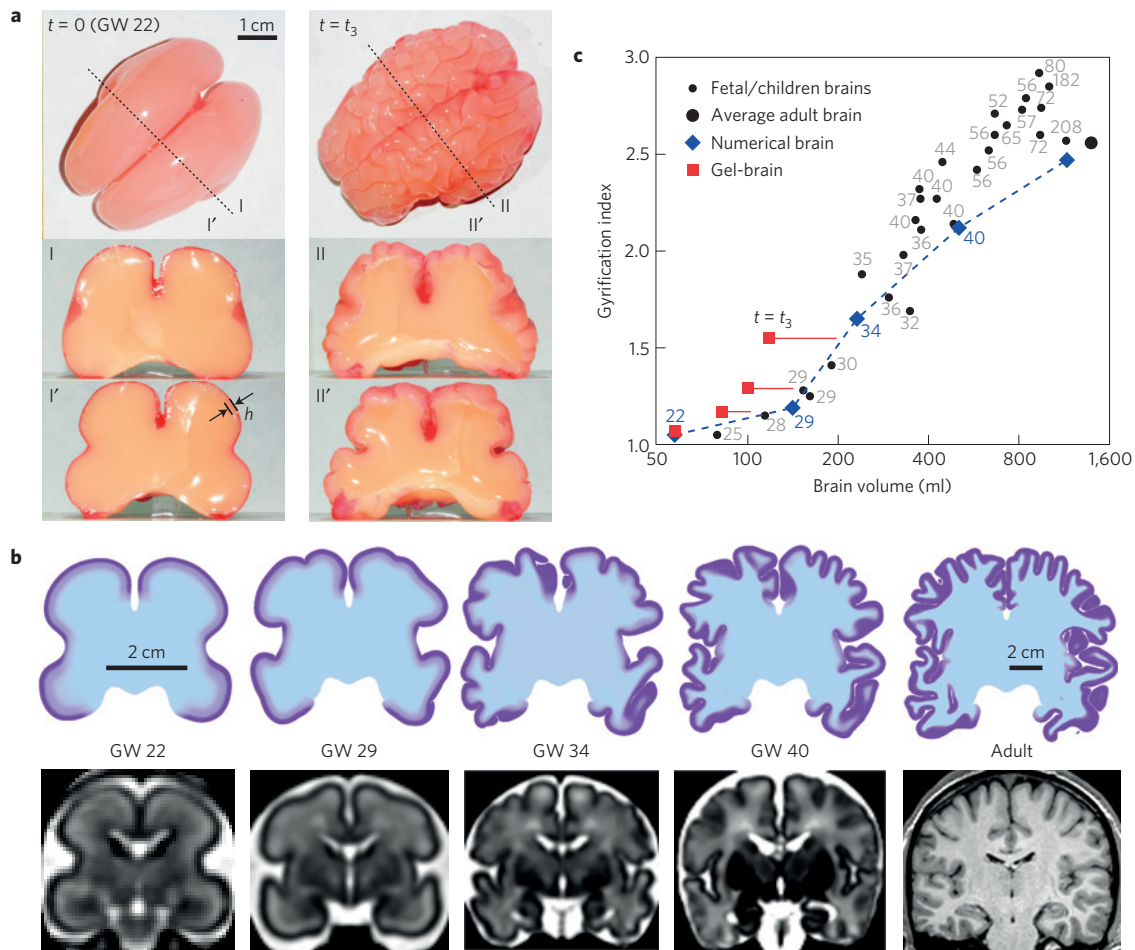 a
t = 0 (GW 22)
1 cm
I
I′
t = t3
II
II′
I
II
I′
h
II′
c
Gyrification index
3.0
2.5
2.0
1.5
1.0
Fetal/children brains
Average adult brain
Numerical brain
Gel-brain
80
182
56
72
52
57
56
65
208
72
44
56
56
40
40
37
40
40
36
40
35
37
36
32
34
t = t3
30
29
29
22
29
28
25
50 100 200 400 800 1,600
Brain volume (ml)
b
2 cm
2 cm
GW 22 GW 29 GW 34 GW 40 Adult